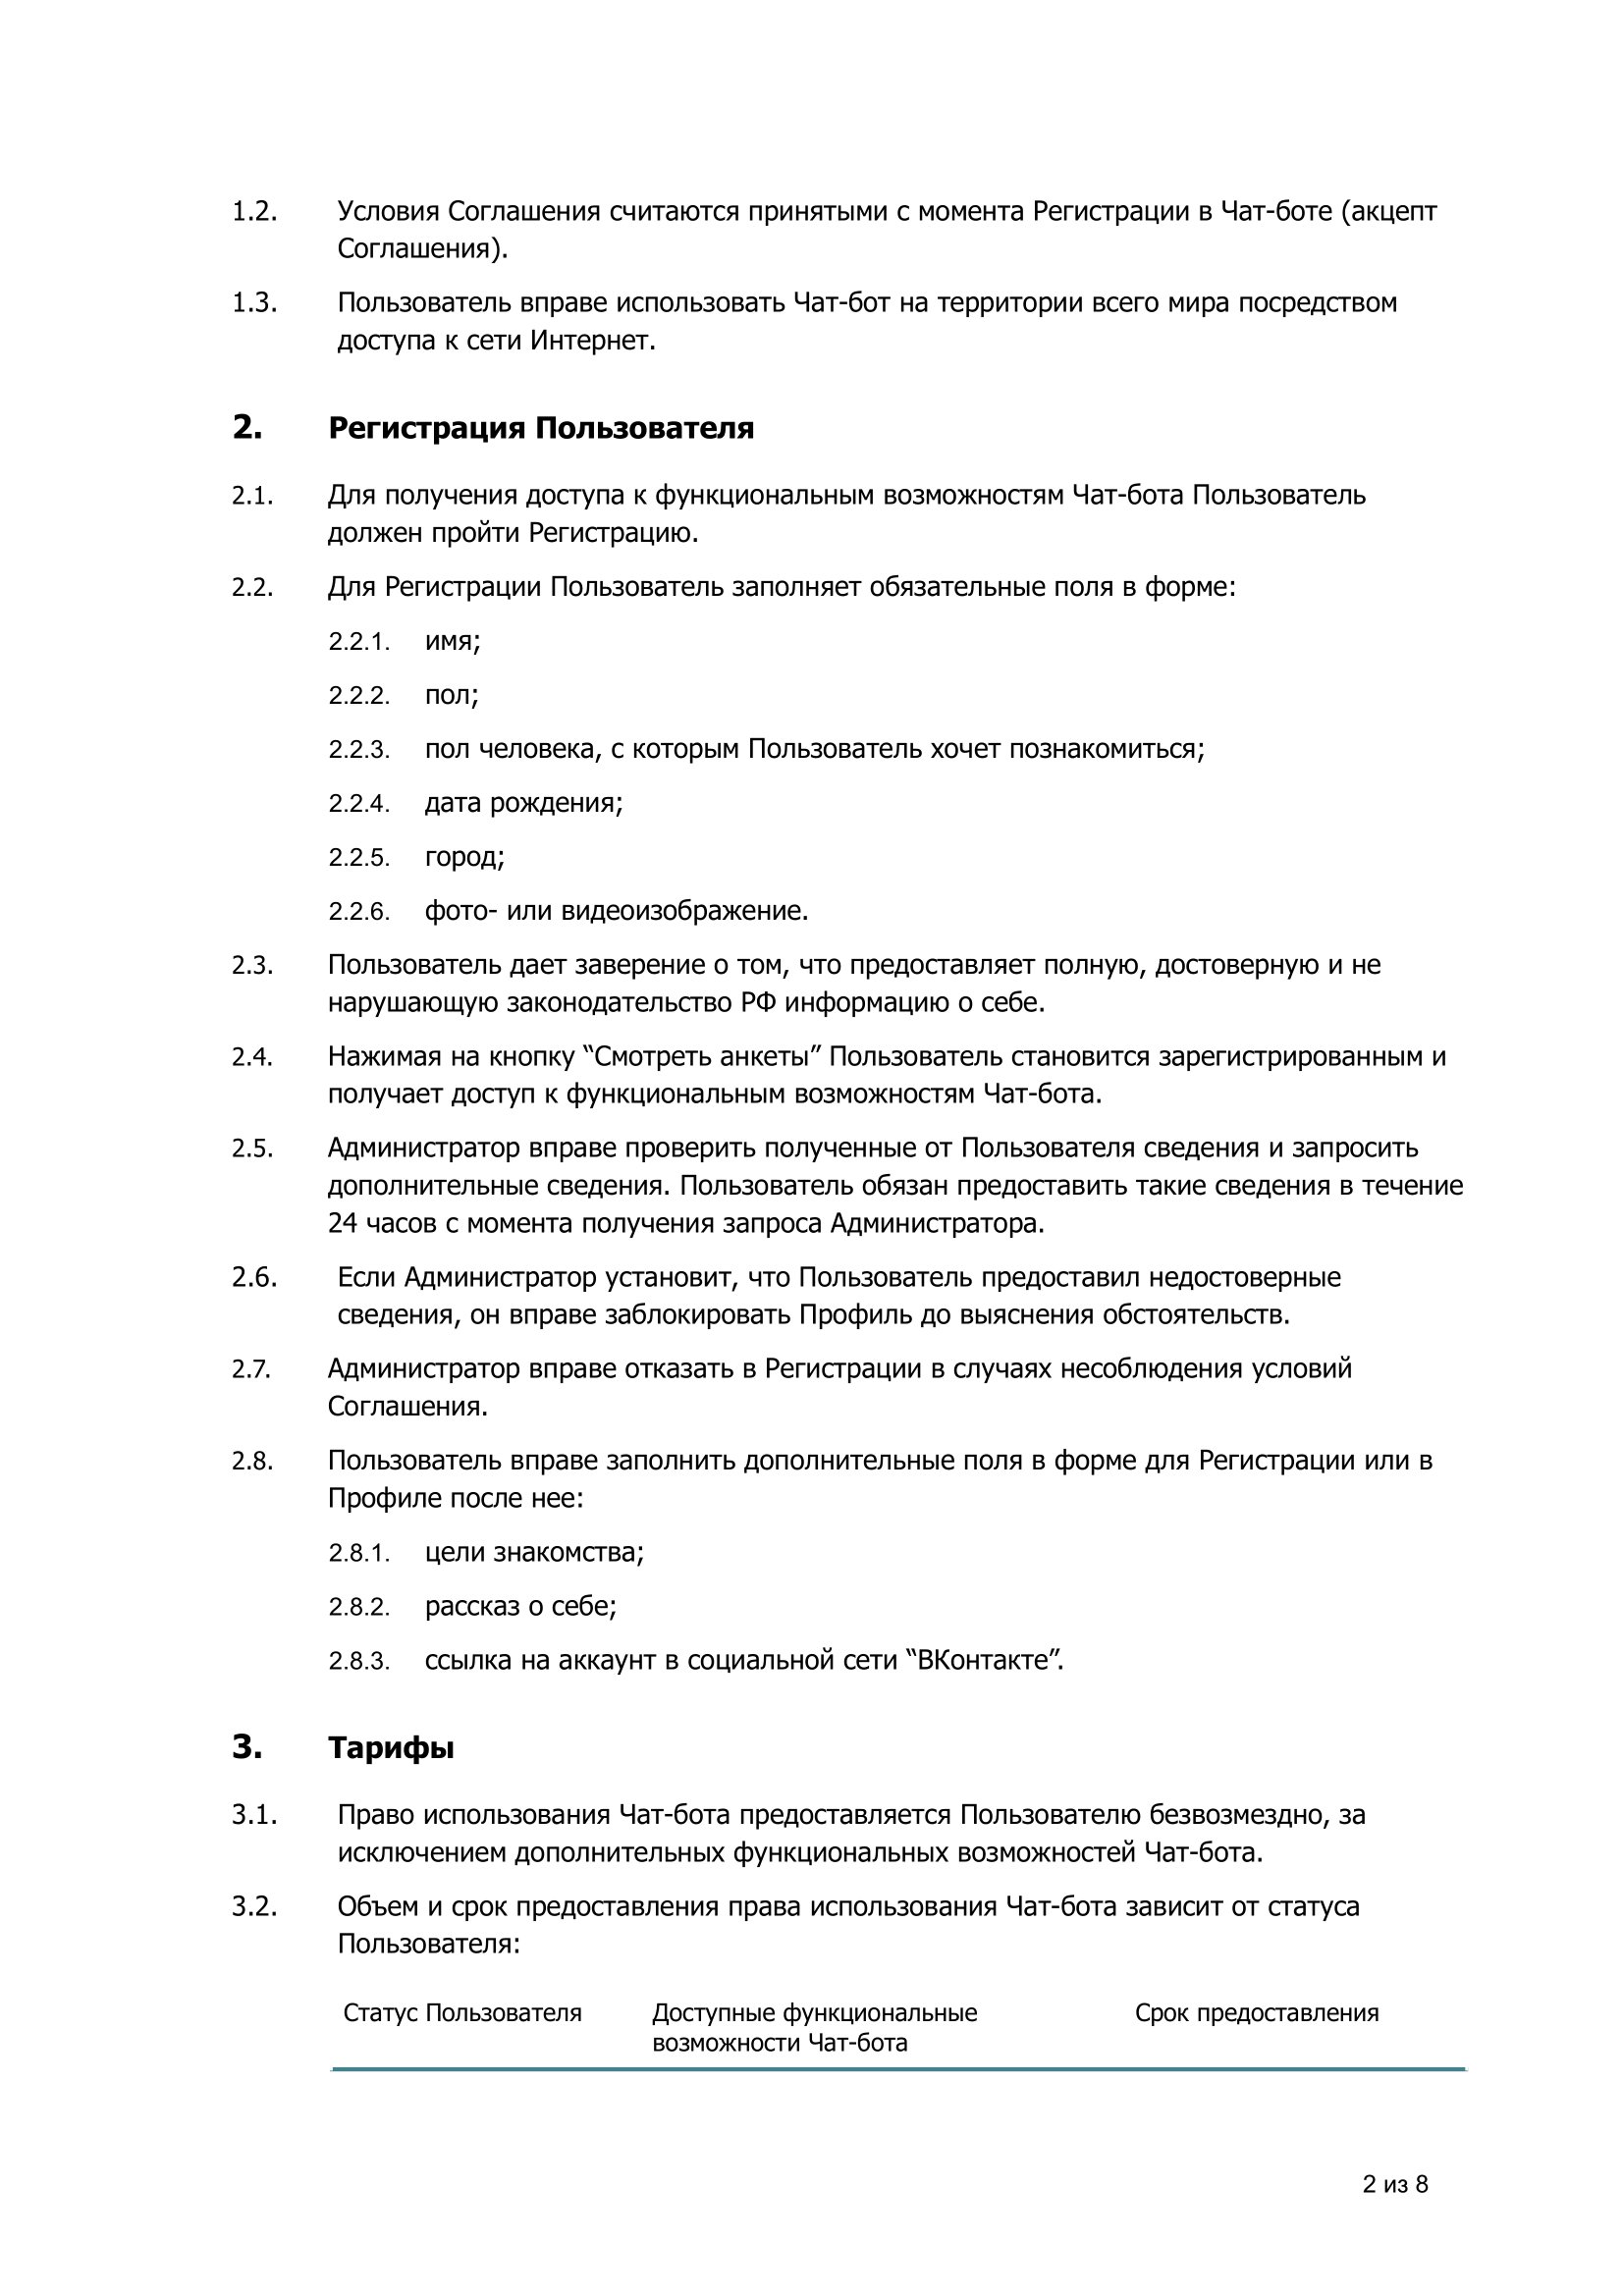 1.2. Условия Соглашения считаются принятыми с момента Регистрации в Чат-боте (акцепт
Соглашения).
1.3. Пользователь вправе использовать Чат-бот на территории всего мира посредством
доступа к сети Интернет.
2. Регистрация Пользователя
2.1. Для получения доступа к функциональным возможностям Чат-бота Пользователь
должен пройти Регистрацию.
2.2. Для Регистрации Пользователь заполняет обязательные поля в форме:
2.2.1. имя;
2.2.2. пол;
2.2.3. пол человека, с которым Пользователь хочет познакомиться;
2.2.4. дата рождения;
2.2.5. город;
2.2.6. фото- или видеоизображение.
2.3. Пользователь дает заверение о том, что предоставляет полную, достоверную и не
нарушающую законодательство РФ информацию о себе.
2.4. Нажимая на кнопку “Смотреть анкеты” Пользователь становится зарегистрированным и
получает доступ к функциональным возможностям Чат-бота.
2.5. Администратор вправе проверить полученные от Пользователя сведения и запросить
дополнительные сведения. Пользователь обязан предоставить такие сведения в течение
24 часов с момента получения запроса Администратора.
2.6. Если Администратор установит, что Пользователь предоставил недостоверные
сведения, он вправе заблокировать Профиль до выяснения обстоятельств.
2.7. Администратор вправе отказать в Регистрации в случаях несоблюдения условий
Соглашения.
2.8. Пользователь вправе заполнить дополнительные поля в форме для Регистрации или в
Профиле после нее:
2.8.1. цели знакомства;
2.8.2. рассказ о себе;
2.8.3. ссылка на аккаунт в социальной сети “ВКонтакте”.
3. Тарифы
3.1. Право использования Чат-бота предоставляется Пользователю безвозмездно, за
исключением дополнительных функциональных возможностей Чат-бота.
3.2. Объем и срок предоставления права использования Чат-бота зависит от статуса
Пользователя:
Статус Пользователя Доступные функциональные Срок предоставления
возможности Чат-бота
2 из 8